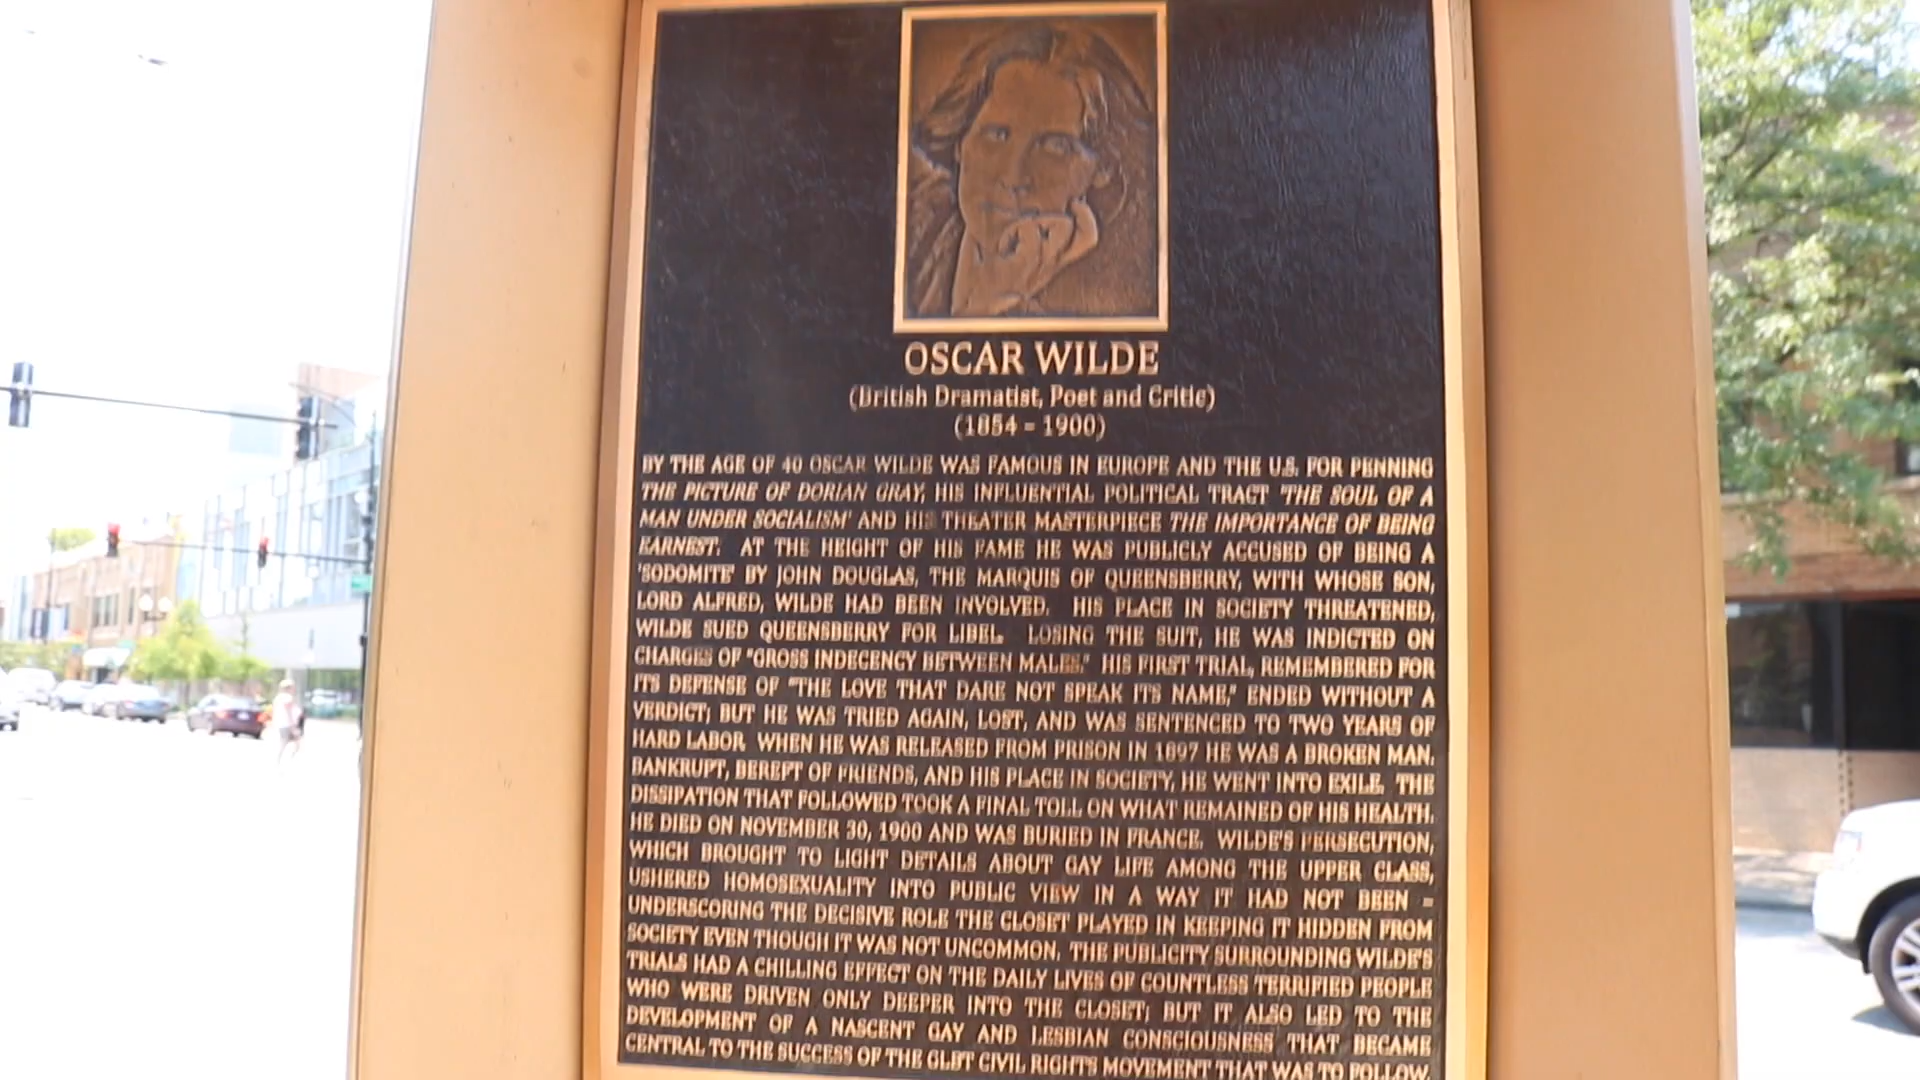 OSCAR WILDE
(British Dramatist, Poet and Critic)
(1854 - 1900)
BY THE AGE OF 40 OSCAR WILDE WAS FAMOUS IN EUROPE AND THE U.S. FOR PENNING
THE PICTURE OF DORIAN GRAY, HIS INFLUENTIAL POLITICAL TRACT 'THE SOUL OF A
MAN UNDER SOCIALISM' AND HIS THEATER MASTERPIECE THE IMPORTANCE OF BEING
EARNEST. AT THE HEIGHT OF HIS FAME HE WAS PUBLICLY ACCUSED OF BEING A
'SODOMITE' BY JOHN DOUGLAS, THE MARQUIS OF QUEENSBERRY, WITH WHOSE SON,
LORD ALFRED, WILDE HAD BEEN INVOLVED. HIS PLACE IN SOCIETY THREATENED,
WILDE SUED QUEENSBERRY FOR LIBEL. LOSING THE SUIT, HE WAS INDICTED ON
CHARGES OF "GROSS INDECENCY BETWEEN MALES." HIS FIRST TRIAL, REMEMBERED FOR
ITS DEFENSE OF "THE LOVE THAT DARE NOT SPEAK ITS NAME," ENDED WITHOUT A
VERDICT; BUT HE WAS TRIED AGAIN, LOST, AND WAS SENTENCED TO TWO YEARS OF
HARD LABOR. WHEN HE WAS RELEASED FROM PRISON IN 1897 HE WAS A BROKEN MAN.
BANKRUPT, BEREFT OF FRIENDS, AND HIS PLACE IN SOCIETY, HE WENT INTO EXILE. THE
DISSIPATION THAT FOLLOWED TOOK A FINAL TOLL ON WHAT REMAINED OF HIS HEALTH.
HE DIED ON NOVEMBER 30, 1900 AND WAS BURIED IN FRANCE. WILDE'S PERSECUTION,
WHICH BROUGHT TO LIGHT DETAILS ABOUT GAY LIFE AMONG THE UPPER CLASS,
USHERED HOMOSEXUALITY INTO PUBLIC VIEW IN A WAY IT HAD NOT BEEN -
UNDERSCORING THE DECISIVE ROLE THE CLOSET PLAYED IN KEEPING IT HIDDEN FROM
SOCIETY EVEN THOUGH IT WAS NOT UNCOMMON. THE PUBLICITY SURROUNDING WILDE'S
TRIALS HAD A CHILLING EFFECT ON THE DAILY LIVES OF COUNTLESS TERRIFIED PEOPLE
WHO WERE DRIVEN ONLY DEEPER INTO THE CLOSET; BUT IT ALSO LED TO THE
DEVELOPMENT OF A NASCENT GAY AND LESBIAN CONSCIOUSNESS THAT BECAME
CENTRAL TO THE SUCCESS OF THE GLBT CIVIL RIGHTS MOVEMENT THAT WAS TO FOLLOW.